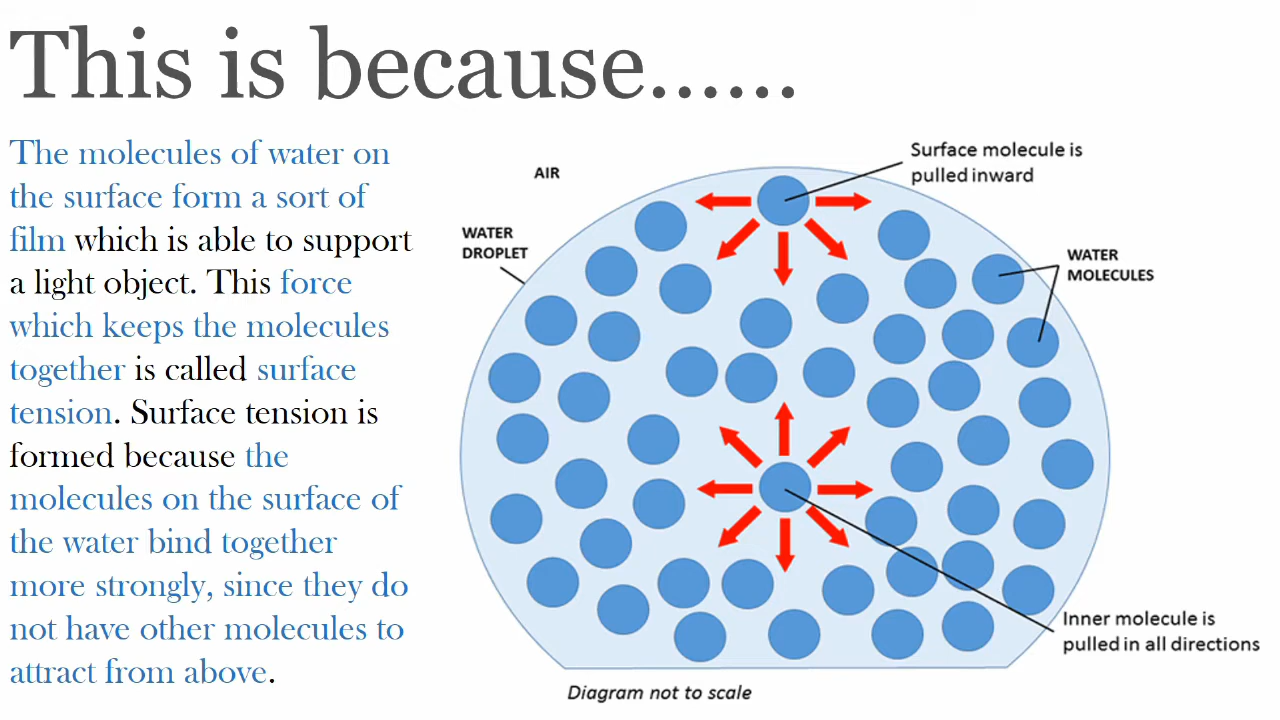 This is because......
The molecules of water on
the surface form a sort of
film which is able to support
a light object. This force
which keeps the molecules
together is called surface
tension. Surface tension is
formed because the
molecules on the surface of
the water bind together
more strongly, since they do
not have other molecules to
attract from above.
AIR
Surface molecule is
pulled inward
WATER
DROPLET
WATER
MOLECULES
Inner molecule is
pulled in all directions
Diagram not to scale